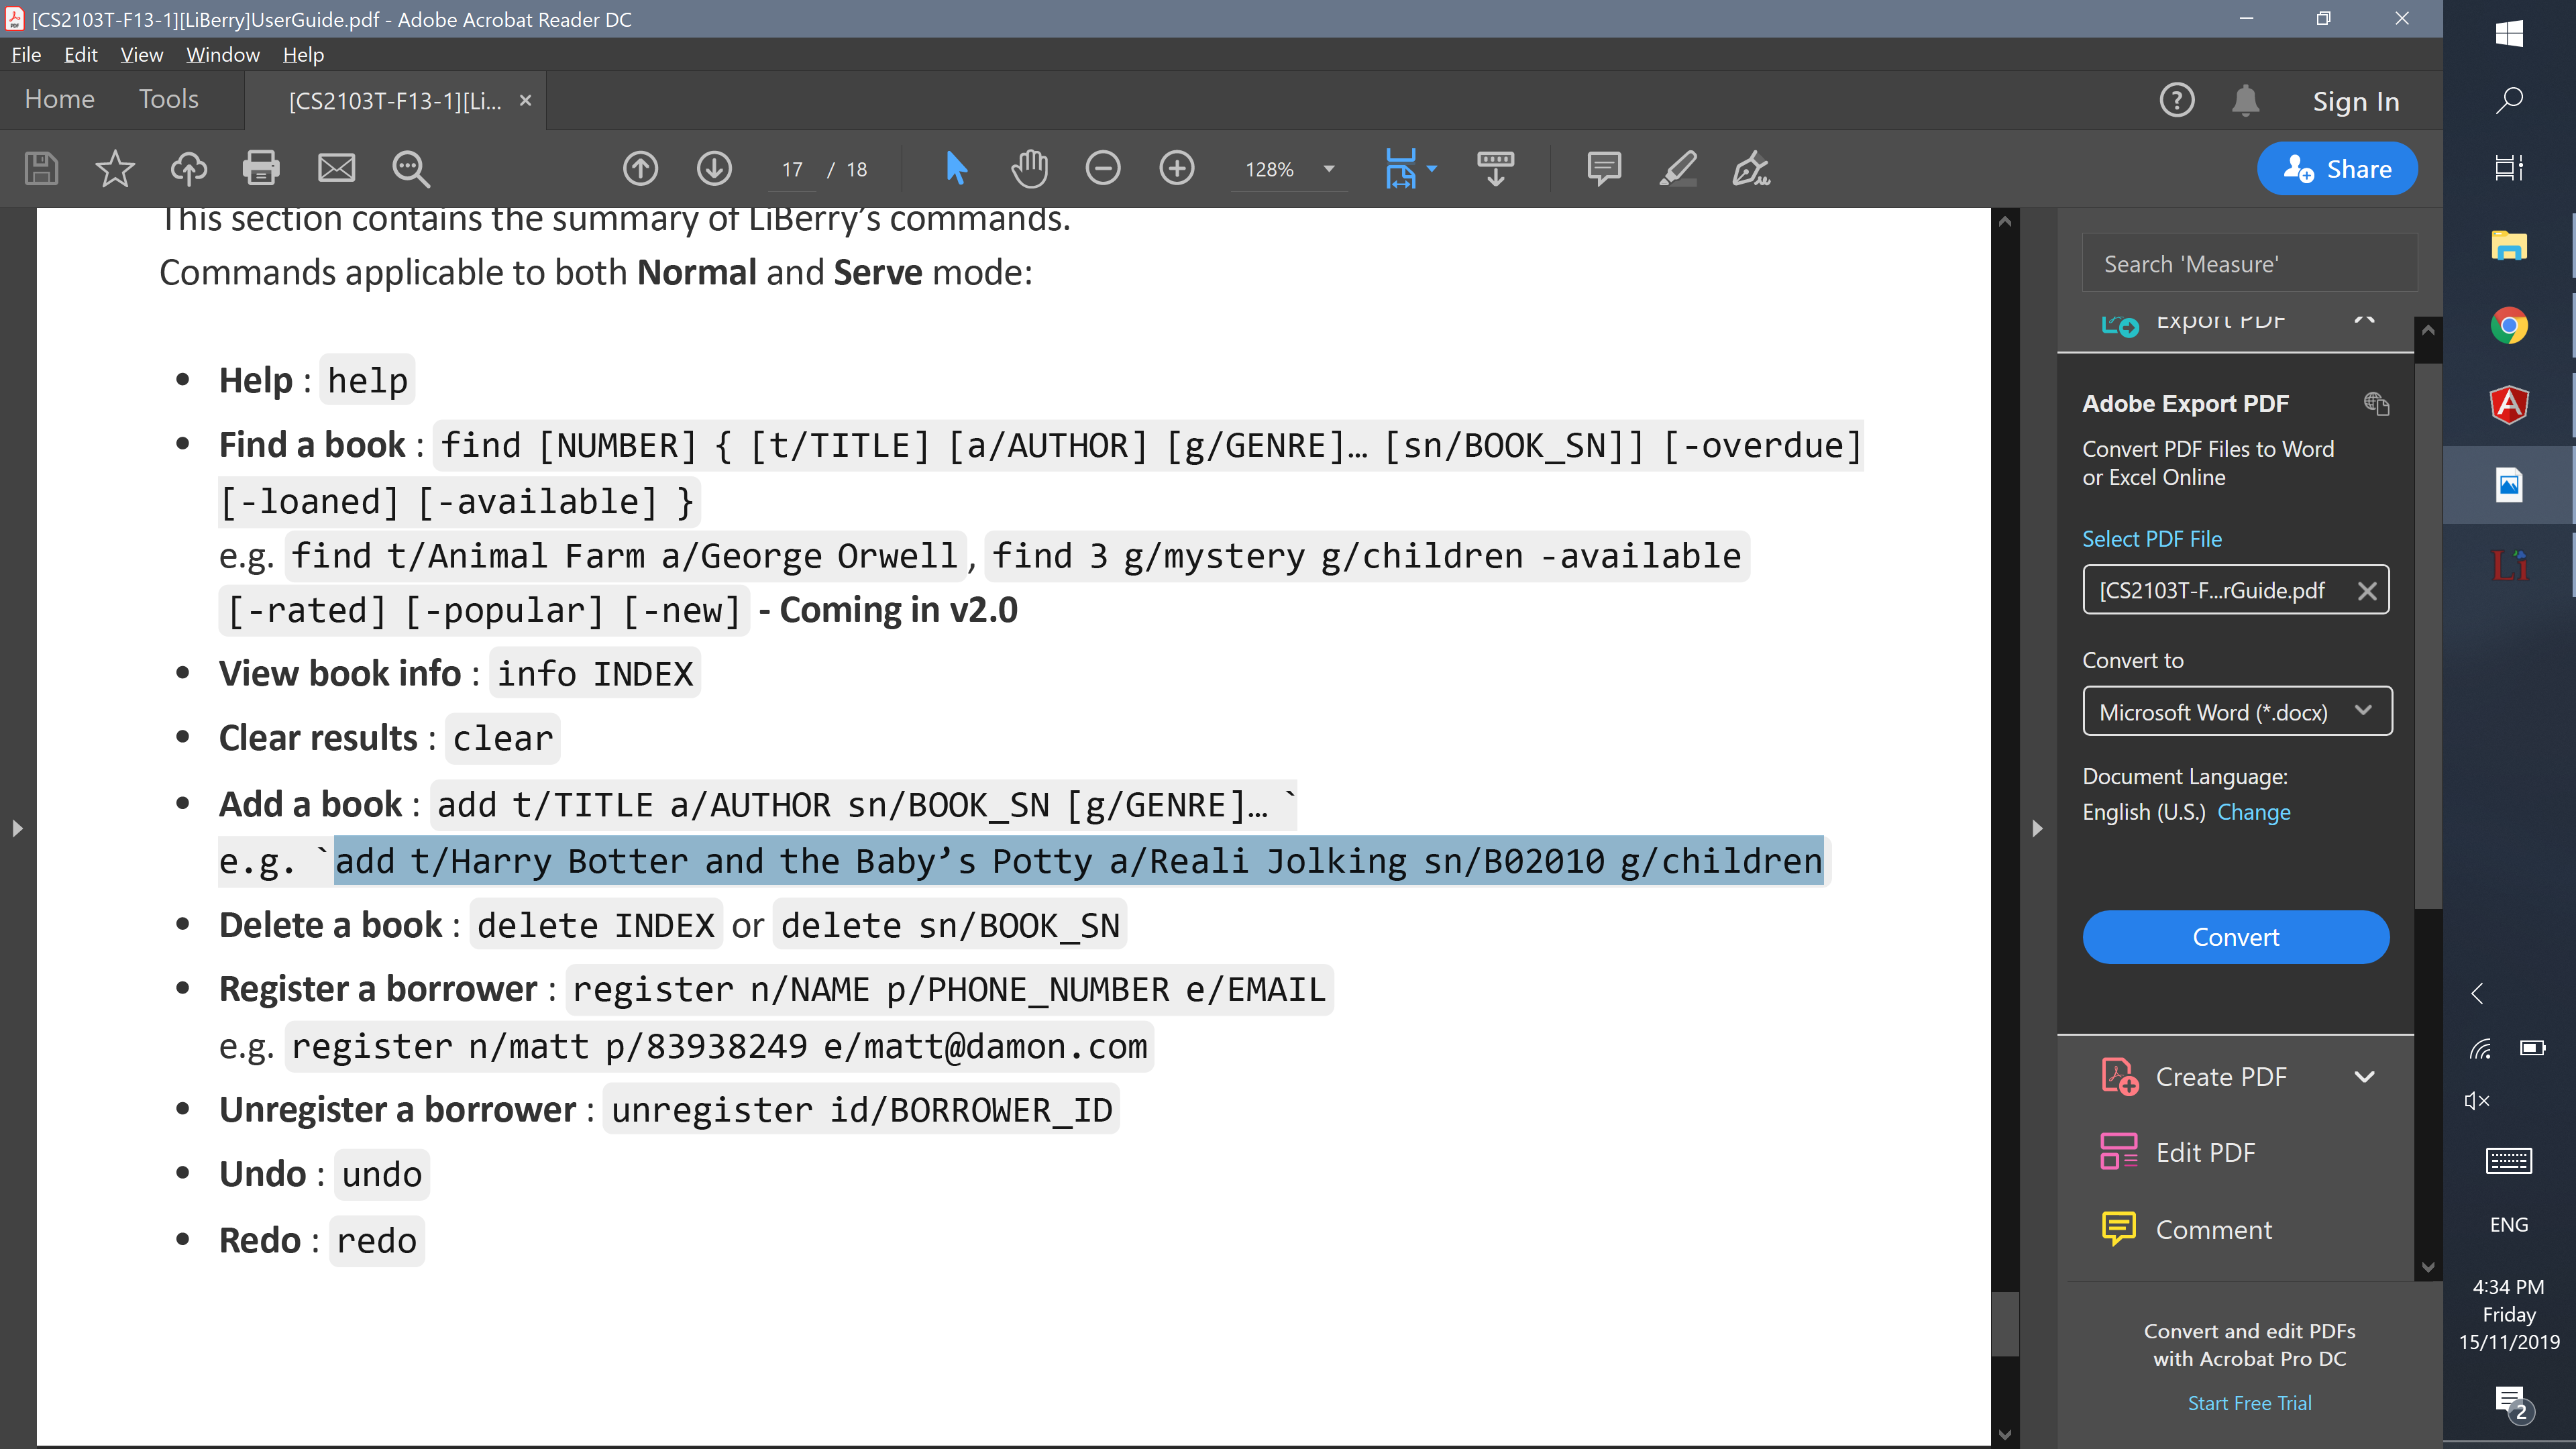 [CS2103T-F13-1][LiBerry]UserGuide.pdf - Adobe Acrobat Reader DC
File Edit View Window Help
Home Tools [CS2103T-F13-1][Li... × Sign In
17 / 18 128% Share
This section contains the summary of LiBerry’s commands.
Commands applicable to both Normal and Serve mode:
• Help : help
• Find a book : find [NUMBER] { [t/TITLE] [a/AUTHOR] [g/GENRE]… [sn/BOOK_SN]] [-overdue]
[-loaned] [-available] }
e.g. find t/Animal Farm a/George Orwell, find 3 g/mystery g/children -available
[-rated] [-popular] [-new] - Coming in v2.0
• View book info : info INDEX
• Clear results : clear
• Add a book : add t/TITLE a/AUTHOR sn/BOOK_SN [g/GENRE]… `
e.g. `add t/Harry Botter and the Baby’s Potty a/Reali Jolking sn/B02010 g/children
• Delete a book : delete INDEX or delete sn/BOOK_SN
• Register a borrower : register n/NAME p/PHONE_NUMBER e/EMAIL
e.g. register n/matt p/83938249 e/matt@damon.com
• Unregister a borrower : unregister id/BORROWER_ID
• Undo : undo
• Redo : redo
Search 'Measure'
Export PDF
Adobe Export PDF
Convert PDF Files to Word
or Excel Online
Select PDF File
[CS2103T-F...rGuide.pdf
Convert to
Microsoft Word (*.docx)
Document Language:
English (U.S.) Change
Convert
Create PDF
Edit PDF
Comment
Convert and edit PDFs
with Acrobat Pro DC
Start Free Trial
Li
ENG
4:34 PM
Friday
15/11/2019
2